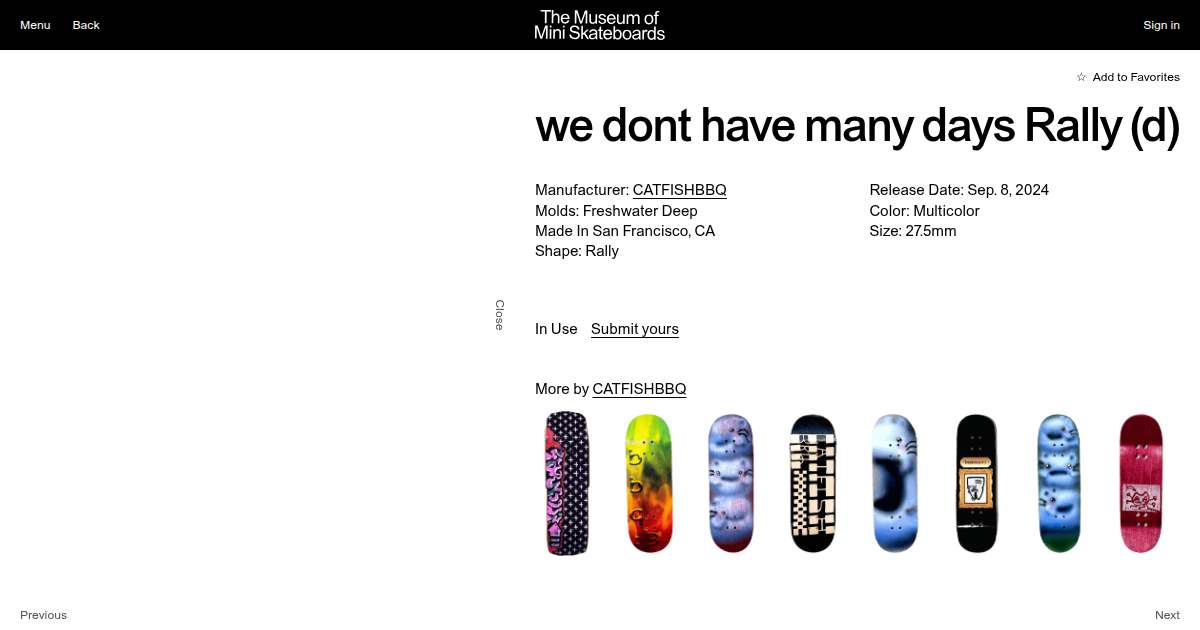 Menu
Back
The Museum of
Mini Skateboards
Sign in
☆ Add to Favorites
we dont have many days Rally (d)
Manufacturer: CATFISHBBQ
Molds: Freshwater Deep
Made In San Francisco, CA
Shape: Rally
Release Date: Sep. 8, 2024
Color: Multicolor
Size: 27.5mm
Close
In Use
Submit yours
More by CATFISHBBQ
Previous
Next